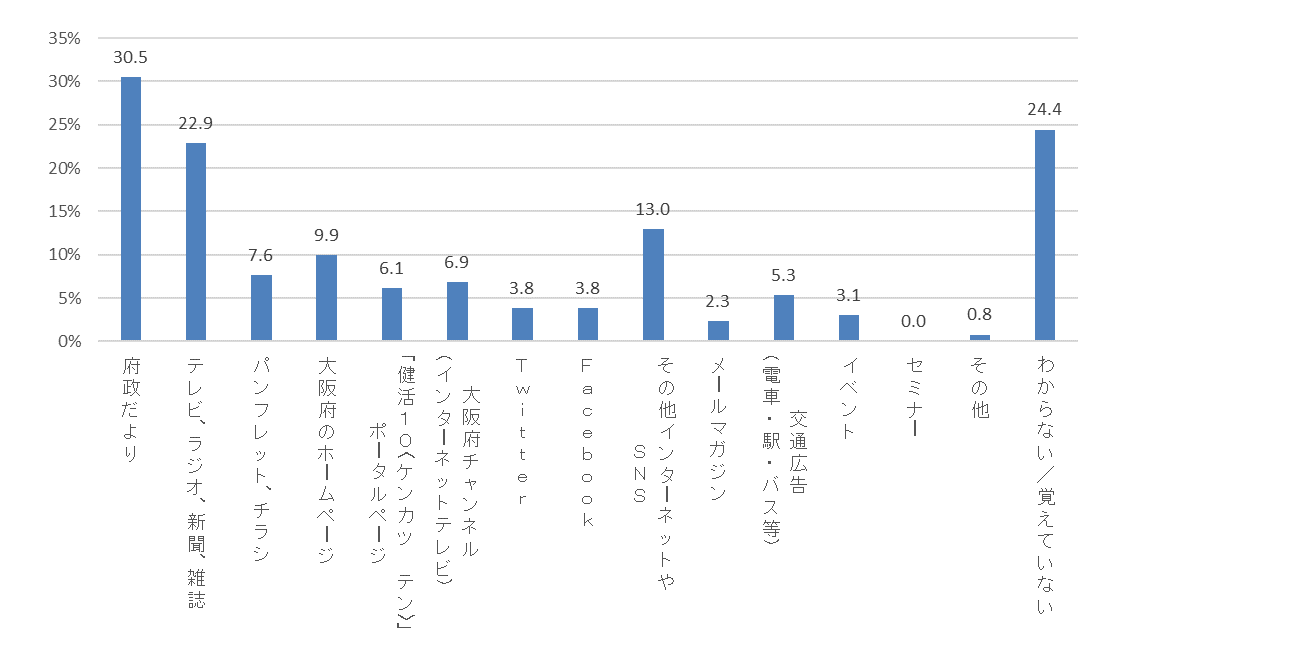 35%
30%
25%
20%
15%
10%
5%
0%
30.5
22.9
7.6
9.9
6.1
6.9
3.8
3.8
13.0
2.3
5.3
3.1
0.0
0.8
24.4
府政だより
テレビ、ラジオ、新聞、雑誌
パンフレット、チラシ
大阪府のホームページ
「健活１０〈ケンカツ　テン〉」
ポータルページ
大阪府チャンネル
（インターネットテレビ）
Ｔｗｉｔｔｅｒ
Ｆａｃｅｂｏｏｋ
その他インターネットや
ＳＮＳ
メールマガジン
交通広告
（電車・駅・バス等）
イベント
セミナー
その他
わからない／覚えていない